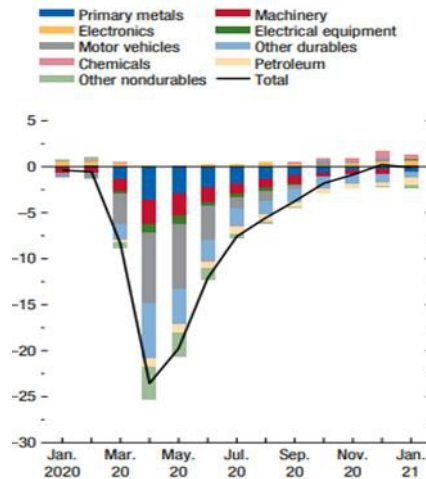 Primary metals Machinery
Electronics Electrical equipment
Motor vehicles Other durables
Chemicals Petroleum
Other nondurables Total
5
0
–5
–10
–15
–20
–25
–30
Jan. Mar. May. Jul. Sep. Nov. Jan.
2020 20 20 20 20 20 21